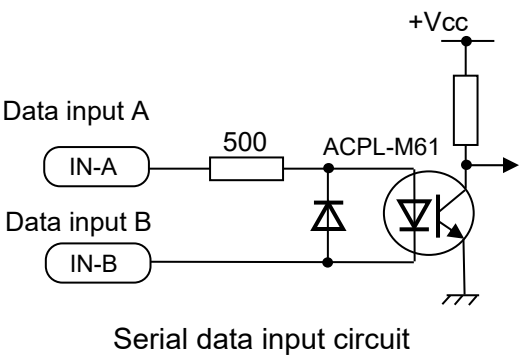 +Vcc
Data input A
500
ACPL-M61
IN-A
Data input B
IN-B
Serial data input circuit